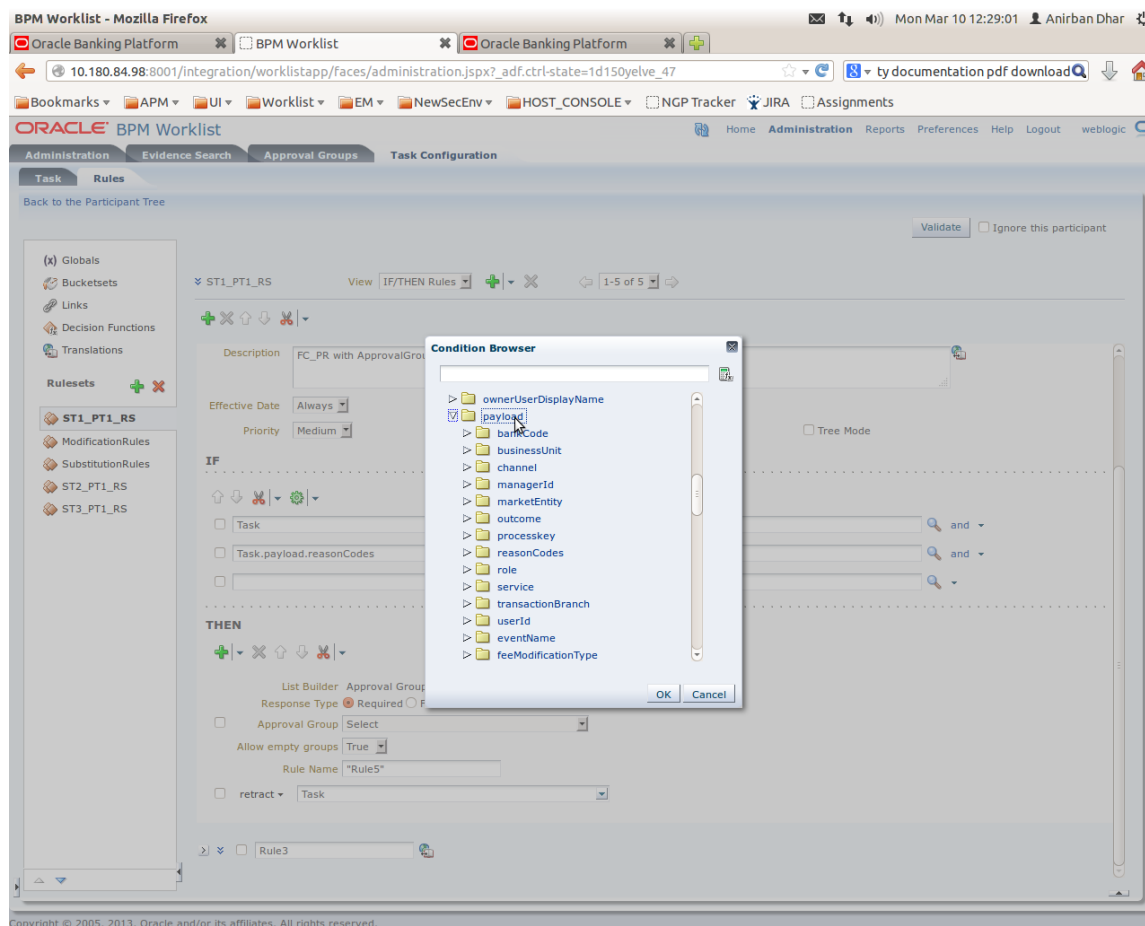 BPM Worklist - Mozilla Firefox
Mon Mar 10 12:29:01 Anirban Dhar
Oracle Banking Platform
BPM Worklist
Oracle Banking Platform
10.180.84.98:8001/integration/worklistapp/faces/administration.jspx?_adf.ctrl-state=1d150yelve_47
ty documentation pdf download
Bookmarks APM UI Worklist EM NewSecEnv HOST_CONSOLE NGP Tracker JIRA Assignments
ORACLE BPM Worklist
Home Administration Reports Preferences Help Logout weblogic
Administration Evidence Search Approval Groups Task Configuration
Task Rules
Back to the Participant Tree
Validate Ignore this participant
(x) Globals
Bucketsets
Links
Decision Functions
Translations
Rulesets
ST1_PT1_RS
ModificationRules
SubstitutionRules
ST2_PT1_RS
ST3_PT1_RS
ST1_PT1_RS View IF/THEN Rules 1-5 of 5
Description FC_PR with ApprovalGrou
Effective Date Always
Priority Medium
Tree Mode
IF
Task and
Task.payload.reasonCodes and
THEN
List Builder Approval Group
Response Type Required F
Approval Group Select
Allow empty groups True
Rule Name "Rule5"
retract Task
Rule3
Condition Browser
ownerUserDisplayName
payload
bankCode
businessUnit
channel
managerId
marketEntity
outcome
processkey
reasonCodes
role
service
transactionBranch
userId
eventName
feeModificationType
OK Cancel
Copyright © 2005, 2013, Oracle and/or its affiliates. All rights reserved.